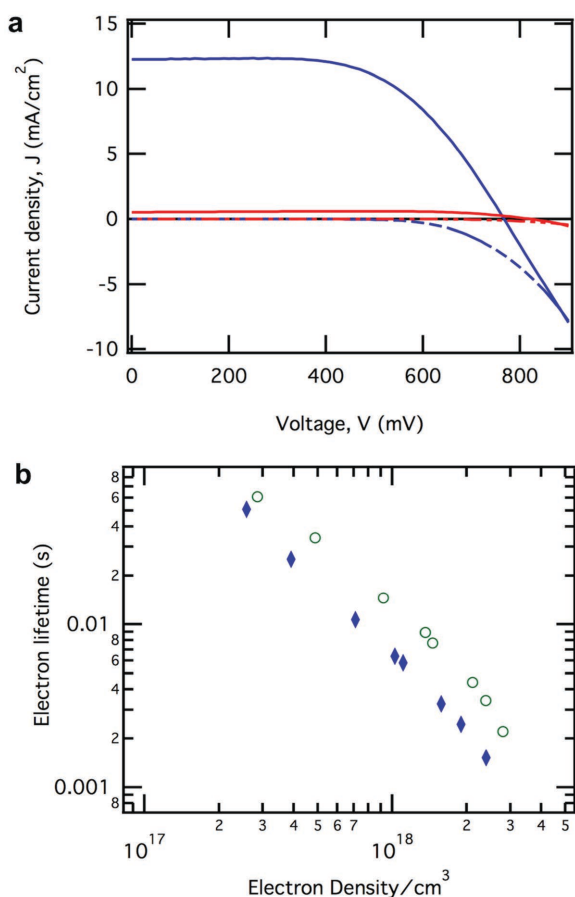 a
15
10
5
0
-5
-10
0 200 400 600 800
Current density, J (mA/cm²)
Voltage, V (mV)
b
8
6
4
2
0.01
8
6
4
2
0.001
8
10¹⁷ 2 3 4 5 6 7 10¹⁸ 2 3 4 5
Electron lifetime (s)
Electron Density/cm³